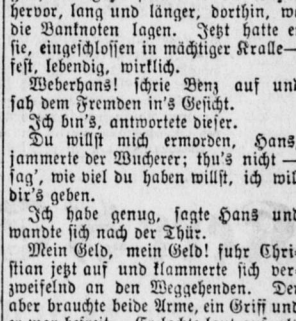 hervor, lang und länger, dorthin, w
die Banknoten lagen. Jetzt hatte e
sie, eingeschlossen in mächtiger Kralle—
fest, lebendig, wirklich.
Weberhans! schrie Benz auf und
sah dem Fremden in's Gesicht.
Ich bin's, antwortete dieser.
Du willst mich ermorden, Hans
jammerte der Wucherer; thu's nicht —
sag', wie viel du haben willst, ich wil
dir's geben.
Ich habe genug, sagte Hans und
wandte sich nach der Thür.
Mein Geld, mein Geld! fuhr Chri
stian jetzt auf und klammerte sich ver
zweifelnd an den Weggehenden. De
aber brauchte beide Arme, ein Griff und